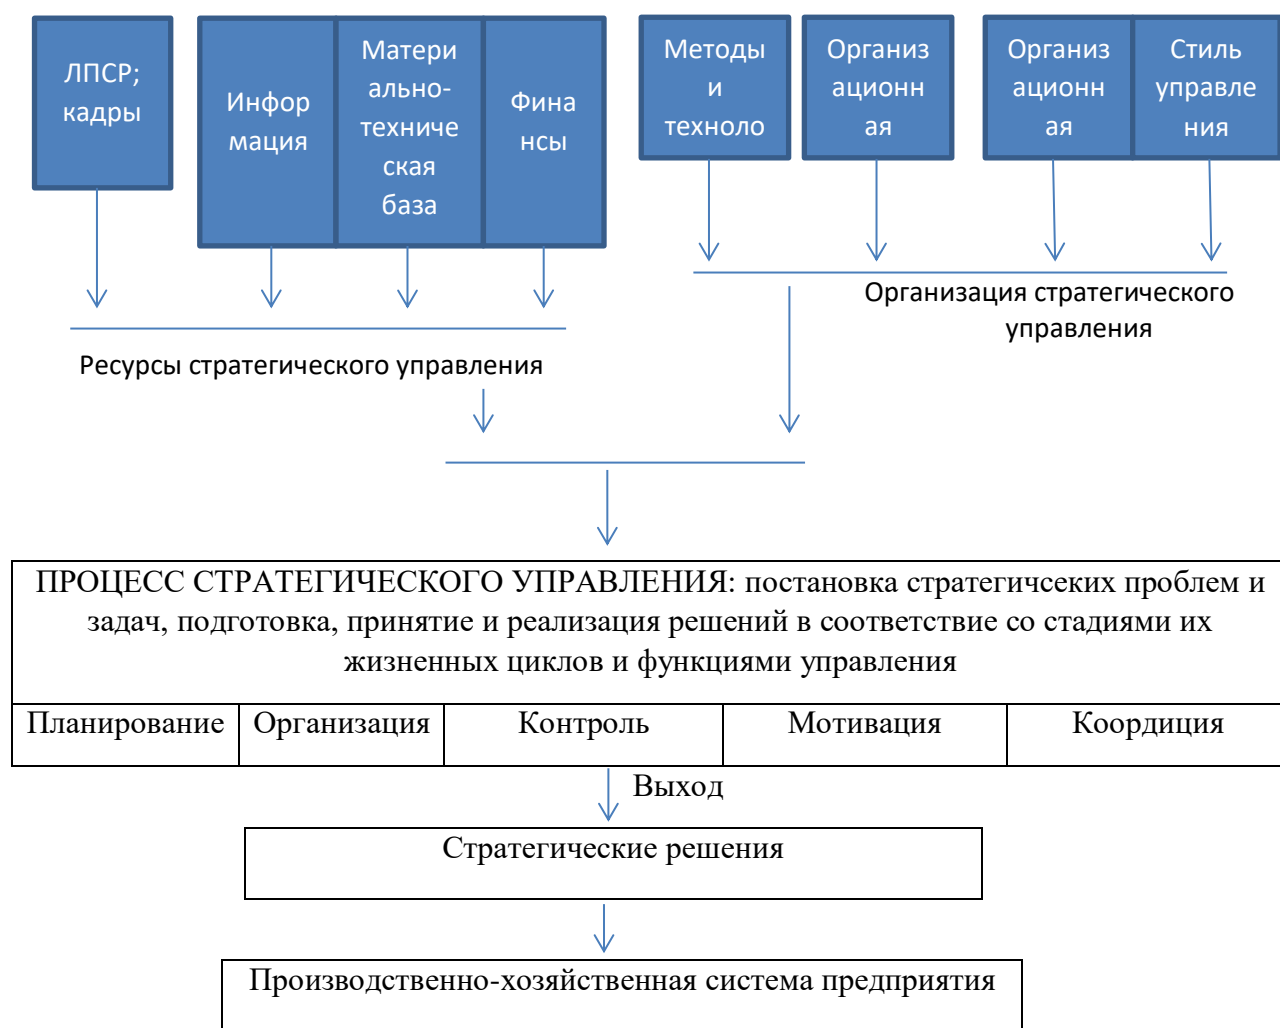 ЛПСР;
кадры
Инфор
мация
Матери
ально-
техниче
ская
база
Фина
нсы
Методы
и
техноло
Организ
ационн
ая
Организ
ационн
ая
Стиль
управле
ния
Организация стратегического
управления
Ресурсы стратегического управления
ПРОЦЕСС СТРАТЕГИЧЕСКОГО УПРАВЛЕНИЯ: постановка стратегичсеких проблем и
задач, подготовка, принятие и реализация решений в соответствие со стадиями их
жизненных циклов и функциями управления
Планирование
Организация
Контроль
Мотивация
Коордиция
Выход
Стратегические решения
Производственно-хозяйственная система предприятия